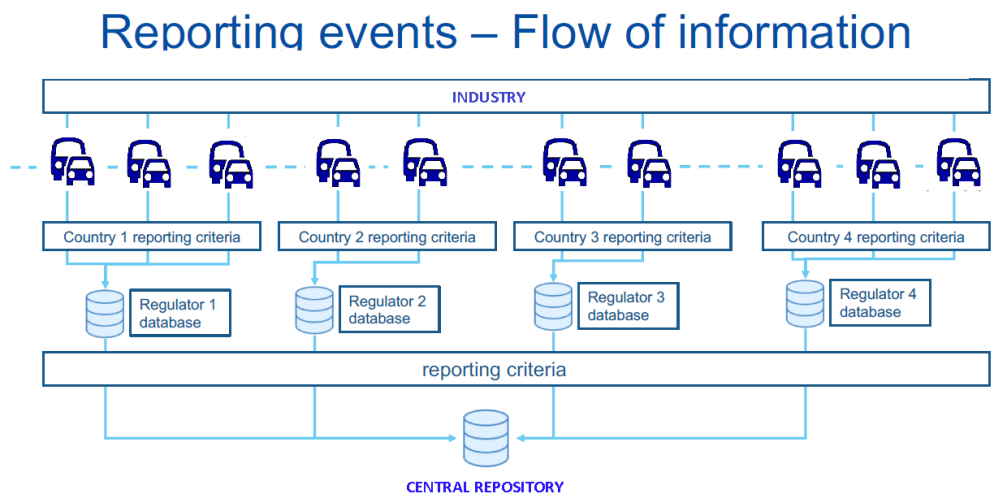 Reporting events – Flow of information
INDUSTRY
Country 1 reporting criteria
Country 2 reporting criteria
Country 3 reporting criteria
Country 4 reporting criteria
Regulator 1
database
Regulator 2
database
Regulator 3
database
Regulator 4
database
reporting criteria
CENTRAL REPOSITORY